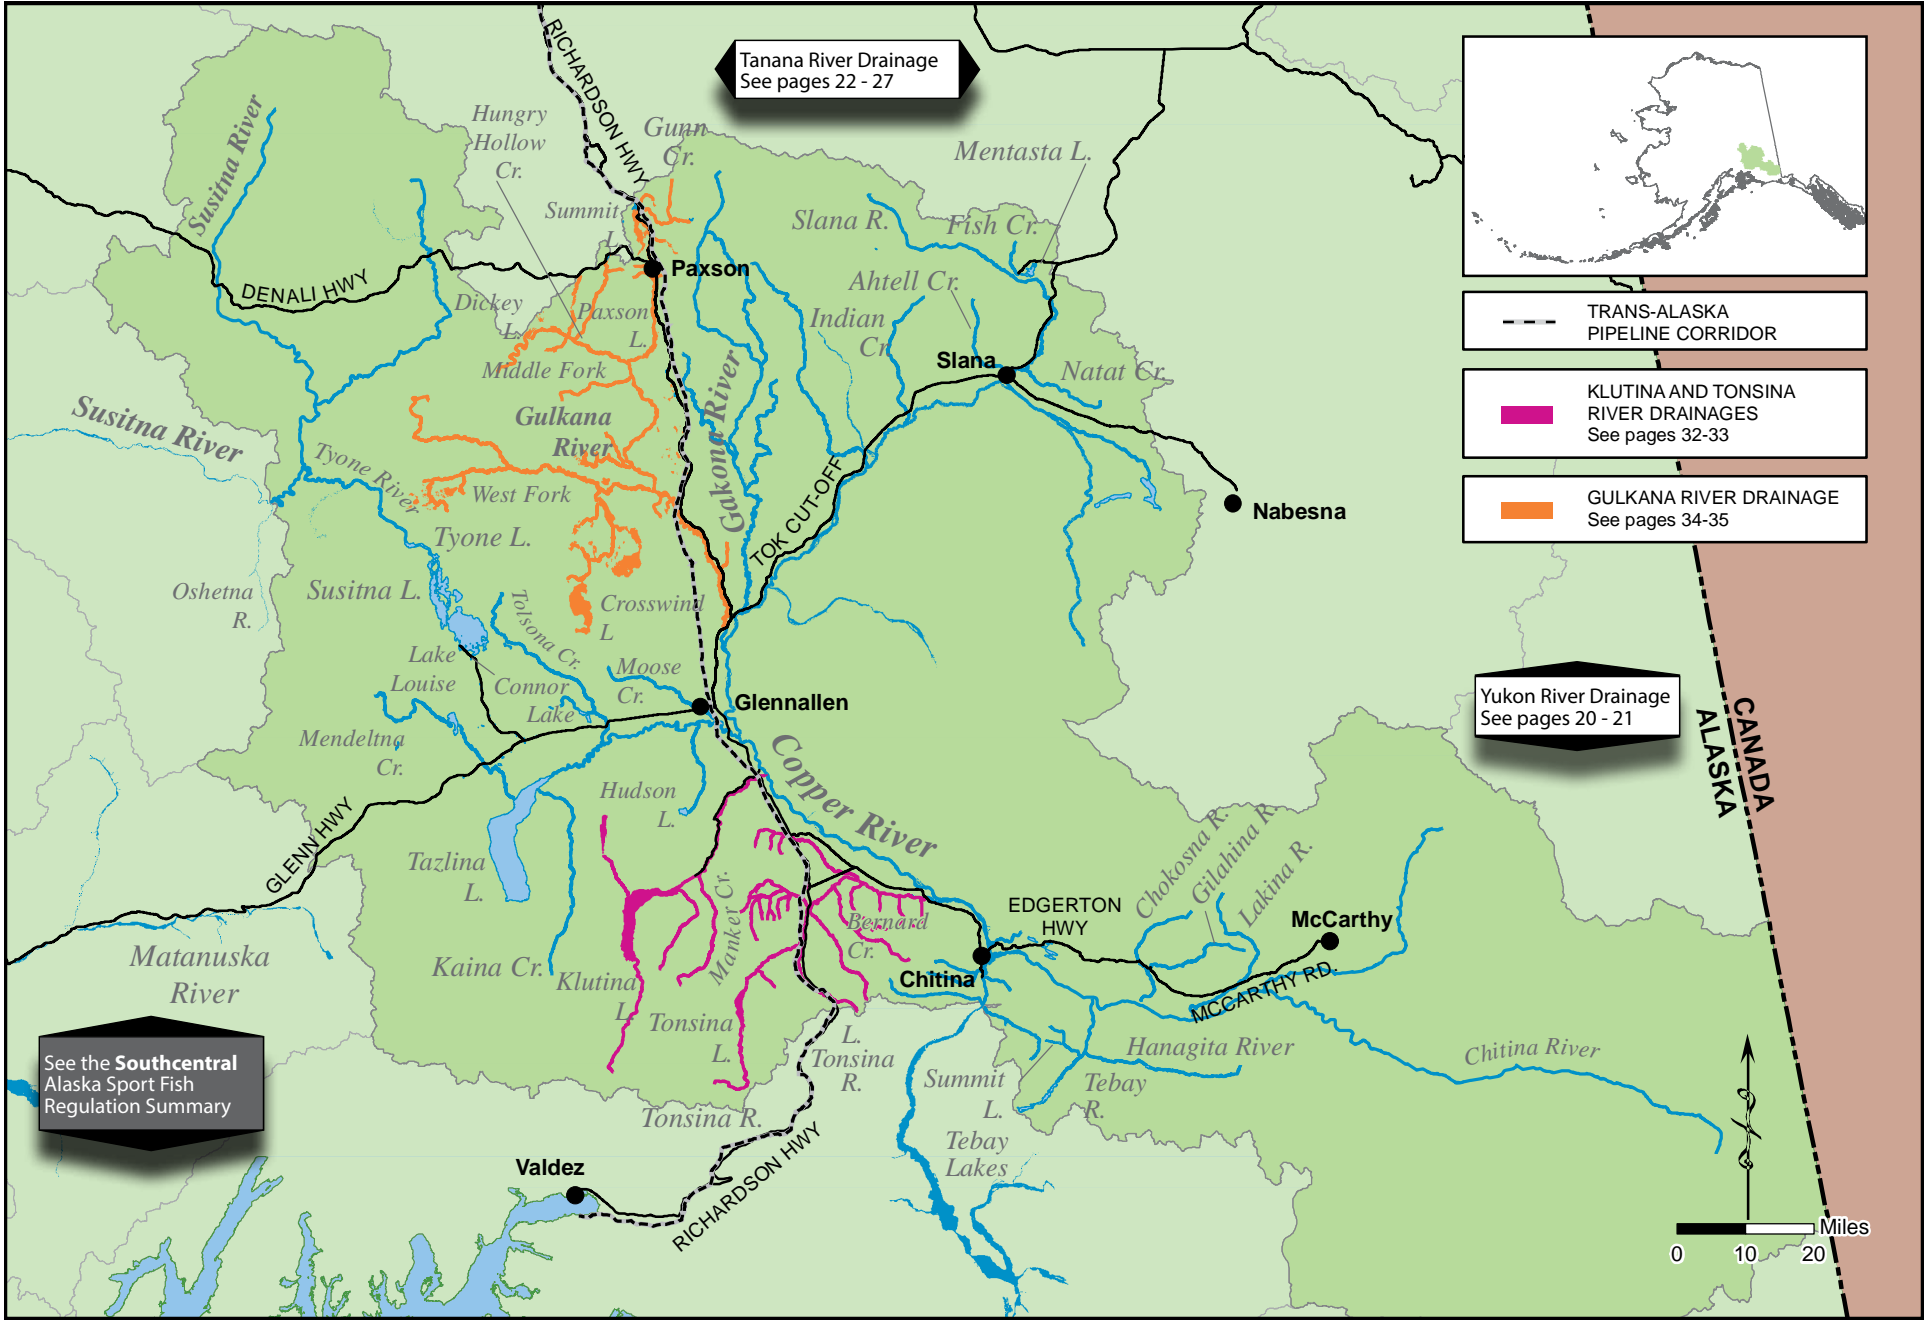 RICHARDSON HWY
Tanana River Drainage
See pages 22 - 27
Hungry
Hollow
Cr.
Gunn
Cr.
Mentasta L.
Susitna River
Summit
L.
Slana R.
Fish Cr.
Paxson
DENALI HWY
Ahtell Cr.
Dickey
L.
Paxson
L.
Indian
Cr.
TRANS-ALASKA
PIPELINE CORRIDOR
Slana
Natat Cr.
Middle Fork
KLUTINA AND TONSINA
RIVER DRAINAGES
See pages 32-33
Susitna River
Gulkana
River
Gakona River
Tyone River
West Fork
TOK CUT-OFF
GULKANA RIVER DRAINAGE
See pages 34-35
Nabesna
Tyone L.
Oshetna
R.
Susitna L.
Tolsona Cr.
Crosswind
L
Lake
Louise
Connor
Lake
Moose
Cr.
Glennallen
Yukon River Drainage
See pages 20 - 21
CANADA
ALASKA
Mendeltna
Cr.
Copper River
Hudson
L.
GLENN HWY
Tazlina
L.
Chokosna R.
Gilahina R.
Lakina R.
Manker Cr.
Bernard
Cr.
EDGERTON
HWY
McCarthy
Matanuska
River
Kaina Cr.
Klutina
L.
Chitina
MCCARTHY RD.
Tonsina
L.
L.
Tonsina
R.
Hanagita River
Chitina River
See the Southcentral
Alaska Sport Fish
Regulation Summary
Summit
L.
Tebay
R.
Tonsina R.
Tebay
Lakes
Valdez
RICHARDSON HWY
Miles
0
10
20